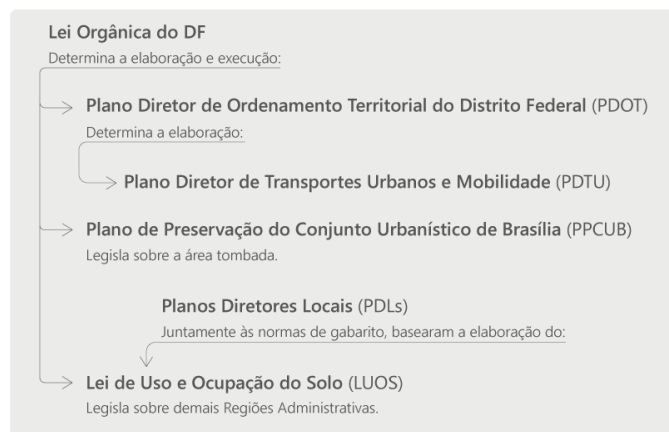 Lei Orgânica do DF
Determina a elaboração e execução:
Plano Diretor de Ordenamento Territorial do Distrito Federal (PDOT)
Determina a elaboração:
Plano Diretor de Transportes Urbanos e Mobilidade (PDTU)
Plano de Preservação do Conjunto Urbanístico de Brasília (PPCUB)
Legisla sobre a área tombada.
Planos Diretores Locais (PDLs)
Juntamente às normas de gabarito, basearam a elaboração do:
Lei de Uso e Ocupação do Solo (LUOS)
Legisla sobre demais Regiões Administrativas.